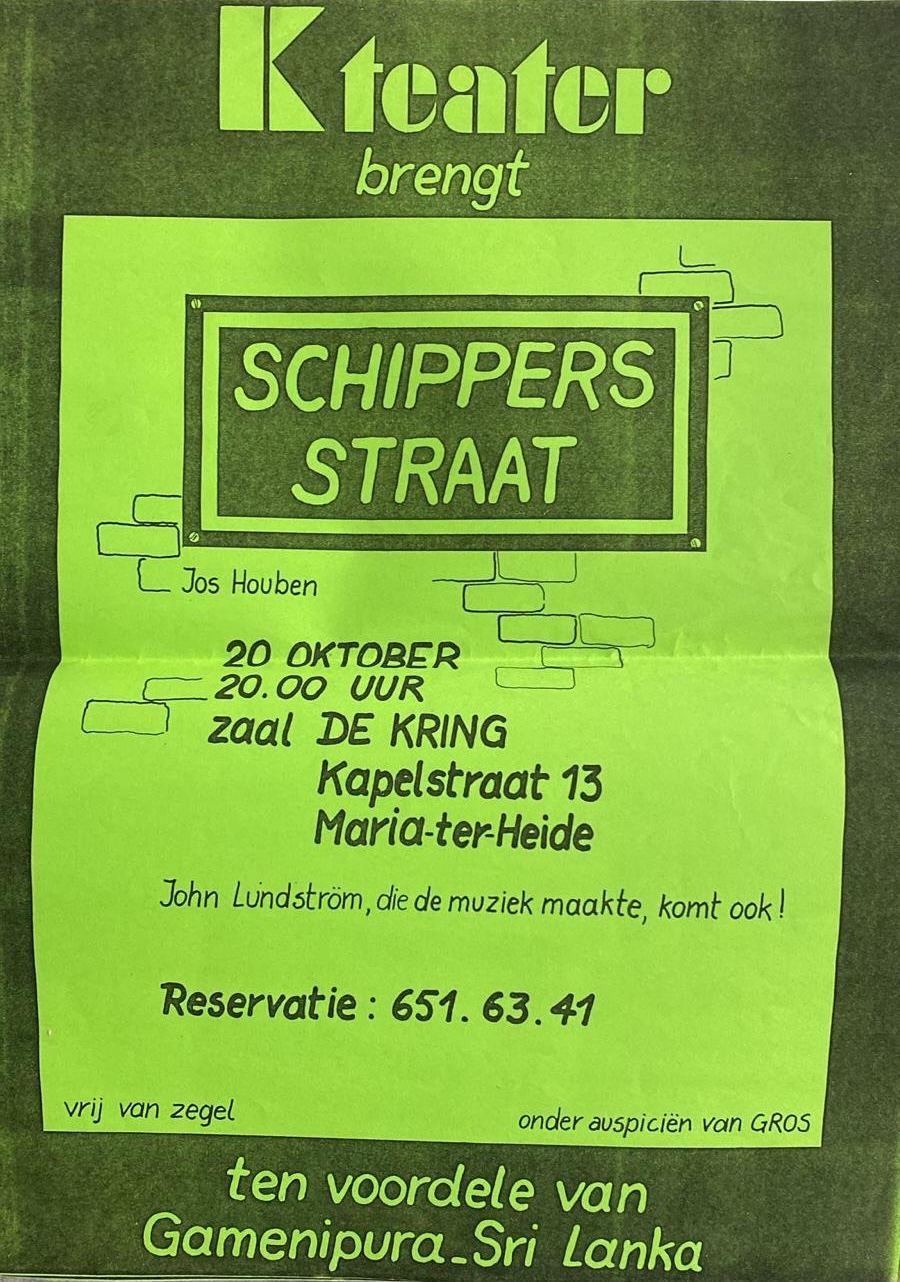 K teater
brengt
SCHIPPERS
STRAAT
Jos Houben
20 OKTOBER
20.00 UUR
zaal DE KRING
Kapelstraat 13
Maria-ter-Heide
John Lundström, die de muziek maakte, komt ook!
Reservatie: 651.63.41
vrij van zegel
onder auspiciën van GROS
ten voordele van
Gamenipura-Sri Lanka